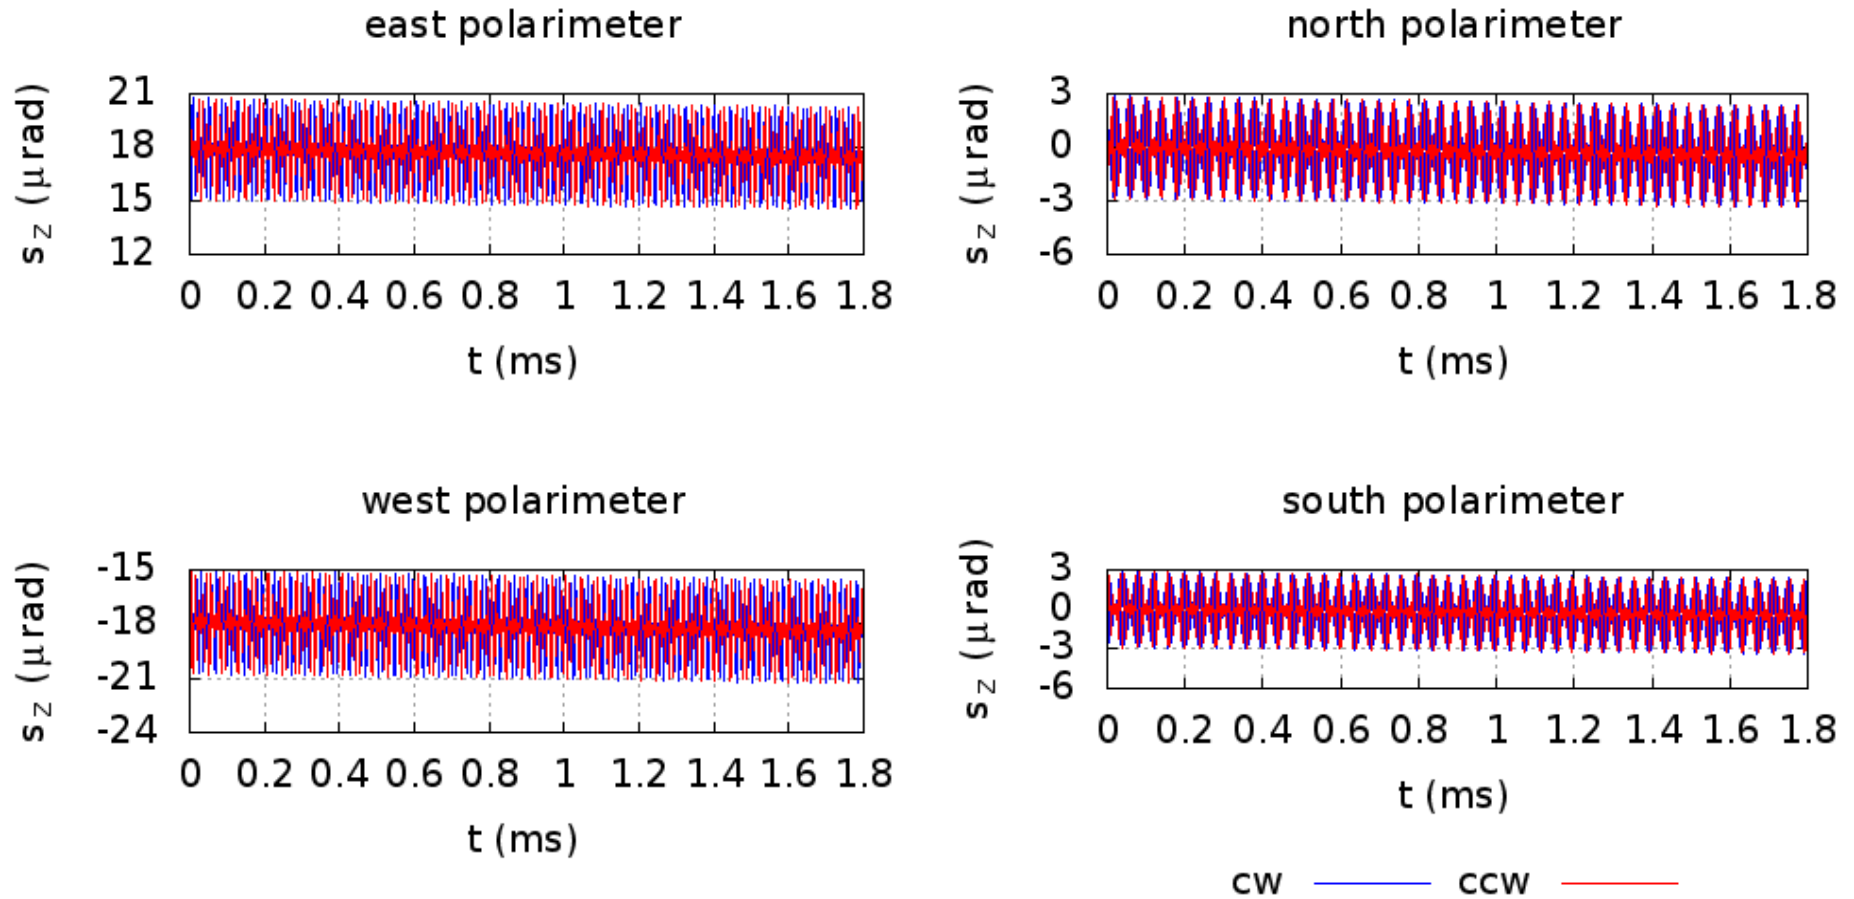 east polarimeter
s z (μrad)
21
18
15
12
0 0.2 0.4 0.6 0.8 1 1.2 1.4 1.6 1.8
t (ms)
north polarimeter
s z (μrad)
3
0
-3
-6
0 0.2 0.4 0.6 0.8 1 1.2 1.4 1.6 1.8
t (ms)
west polarimeter
s z (μrad)
-15
-18
-21
-24
0 0.2 0.4 0.6 0.8 1 1.2 1.4 1.6 1.8
t (ms)
south polarimeter
s z (μrad)
3
0
-3
-6
0 0.2 0.4 0.6 0.8 1 1.2 1.4 1.6 1.8
t (ms)
cw ccw